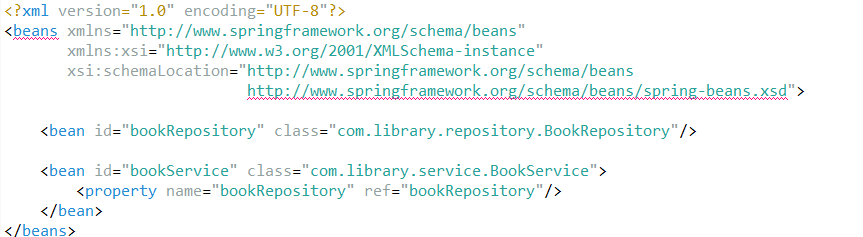 <?xml version="1.0" encoding="UTF-8"?>
<beans xmlns="http://www.springframework.org/schema/beans"
       xmlns:xsi="http://www.w3.org/2001/XMLSchema-instance"
       xsi:schemaLocation="http://www.springframework.org/schema/beans
                           http://www.springframework.org/schema/beans/spring-beans.xsd">

    <bean id="bookRepository" class="com.library.repository.BookRepository"/>

    <bean id="bookService" class="com.library.service.BookService">
        <property name="bookRepository" ref="bookRepository"/>
    </bean>
</beans>